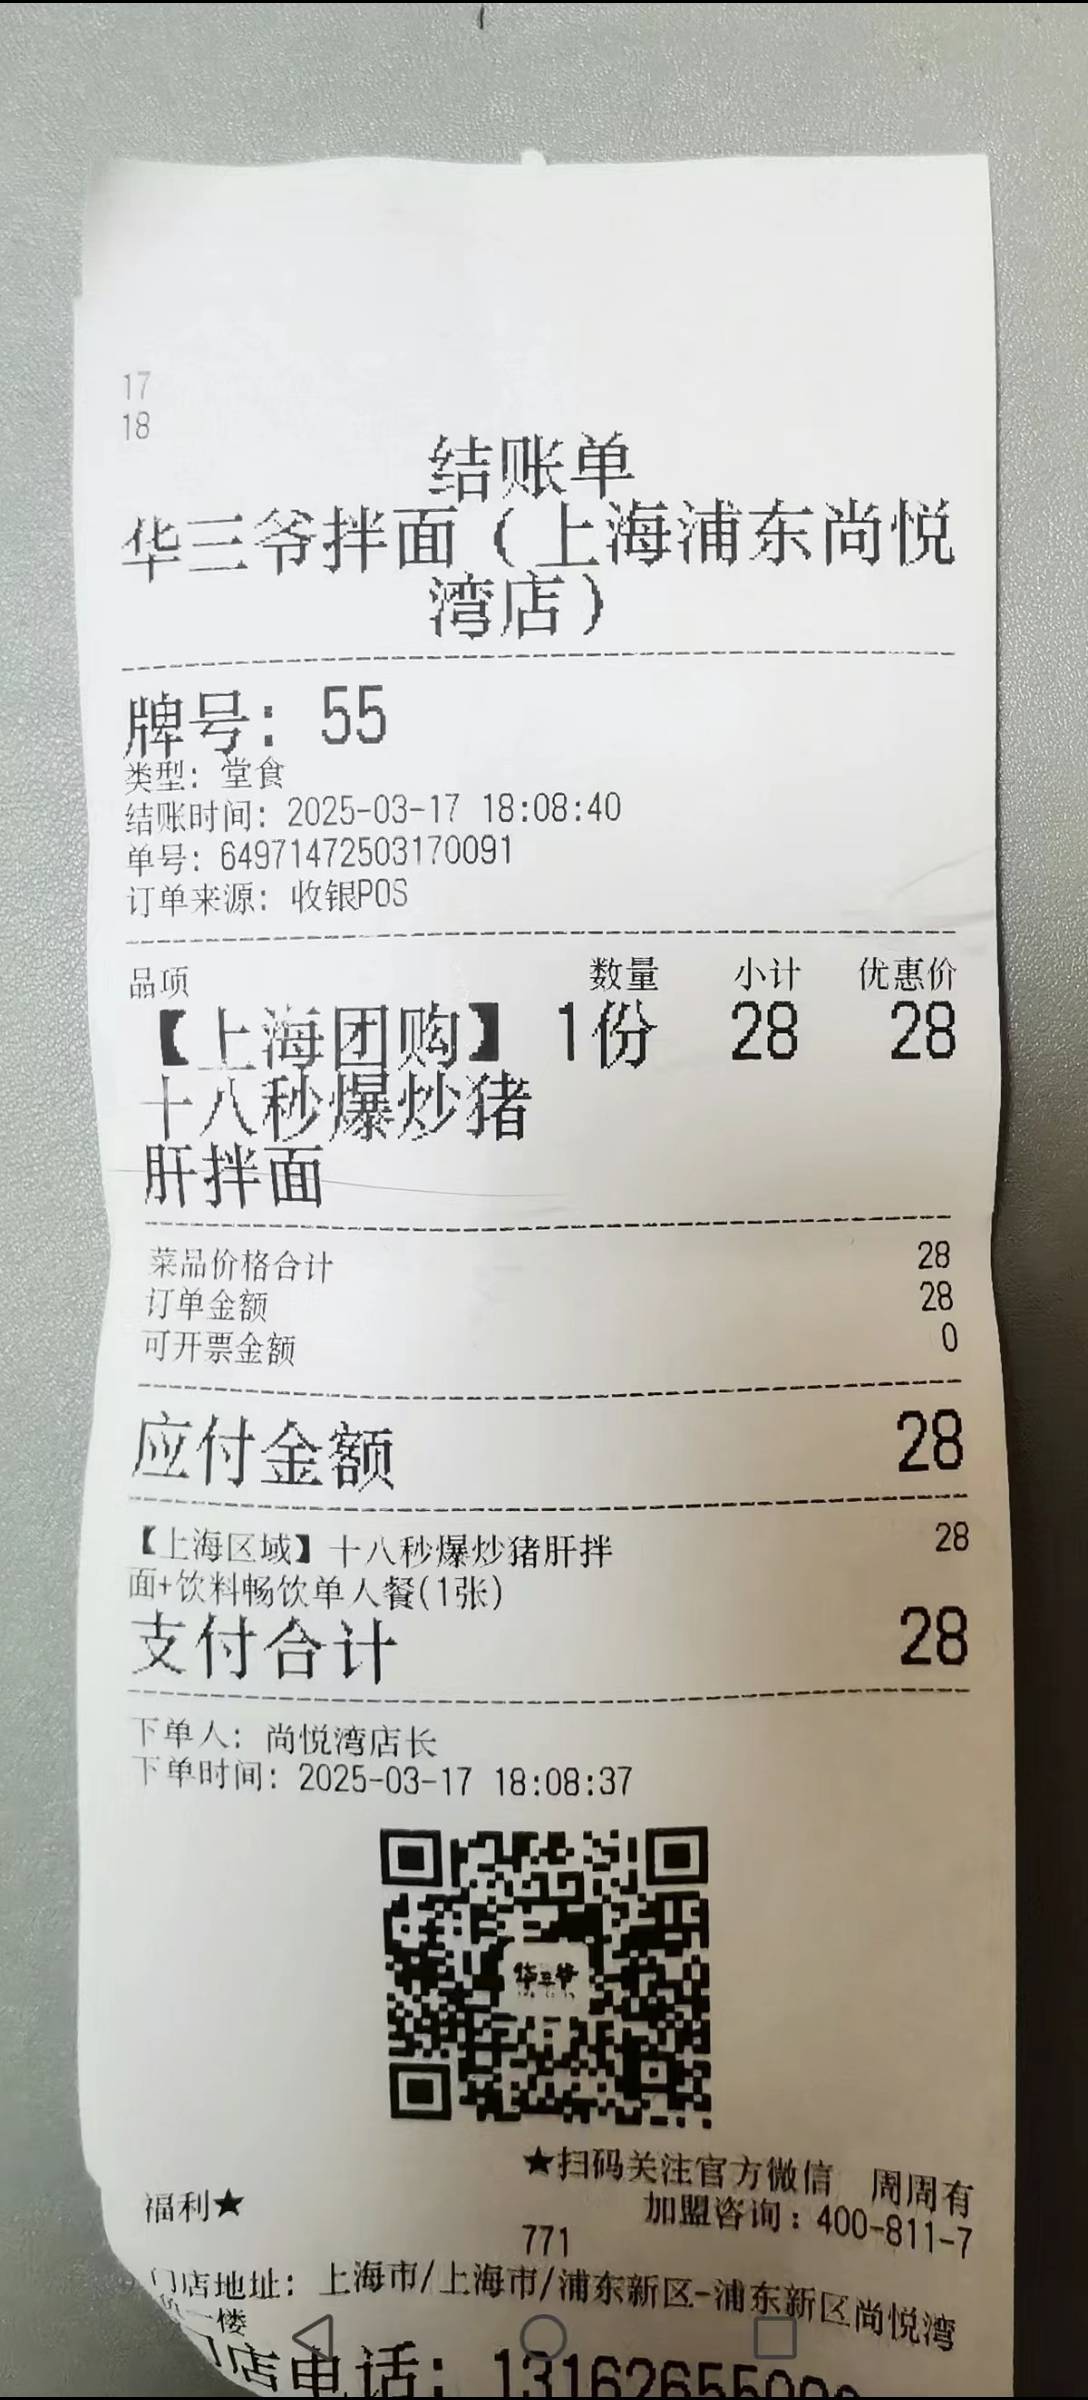 17
18
结账单
华三爷拌面（上海浦东尚悦
湾店）
牌号: 55
类型: 堂食
结账时间: 2025-03-17 18:08:40
单号: 64971472503170091
订单来源: 收银POS
品项 数量 小计 优惠价
【上海团购】 1份 28 28
十八秒爆炒猪
肝拌面
菜品价格合计 28
订单金额 28
可开票金额 0
应付金额 28
【上海区域】十八秒爆炒猪肝拌 28
面+饮料畅饮单人餐(1张)
支付合计 28
下单人: 尚悦湾店长
下单时间: 2025-03-17 18:08:37
华三爷
★扫码关注官方微信 周周有
福利★
加盟咨询：400-811-7
771
门店地址: 上海市/上海市/浦东新区-浦东新区尚悦湾
一楼
门店电话: 13162655